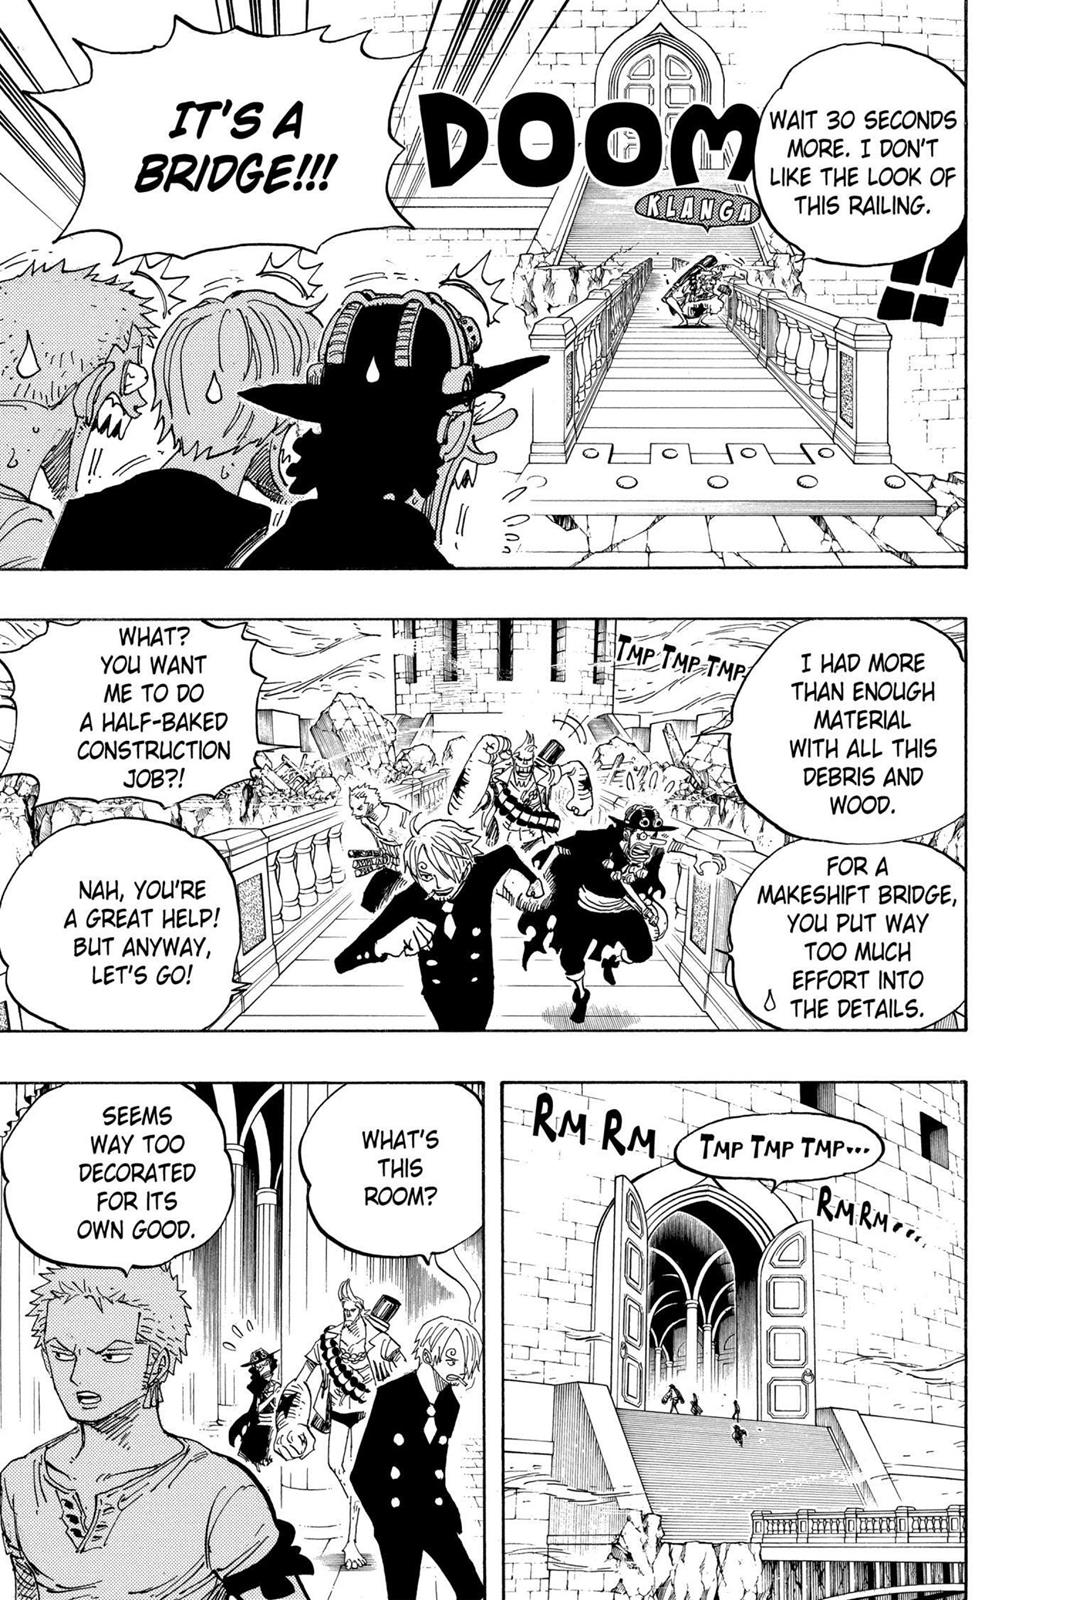 WAIT 30 SECONDS
MORE. I DON'T
LIKE THE LOOK OF
THIS RAILING.
DOOM!!
KLANGA
IT'S A
BRIDGE!!!
I HAD MORE
THAN ENOUGH
MATERIAL
WITH ALL THIS
DEBRIS AND
WOOD.
FOR A
MAKESHIFT BRIDGE,
YOU PUT WAY
TOO MUCH
EFFORT INTO
THE DETAILS.
TMP TMP TMP
WHAT?
YOU WANT
ME TO DO
A HALF-BAKED
CONSTRUCTION
JOB?!
NAH, YOU'RE
A GREAT HELP!
BUT ANYWAY,
LET'S GO!
RM RM
TMP TMP TMP...
RMRM....
WHAT'S
THIS
ROOM?
SEEMS
WAY TOO
DECORATED
FOR ITS
OWN GOOD.